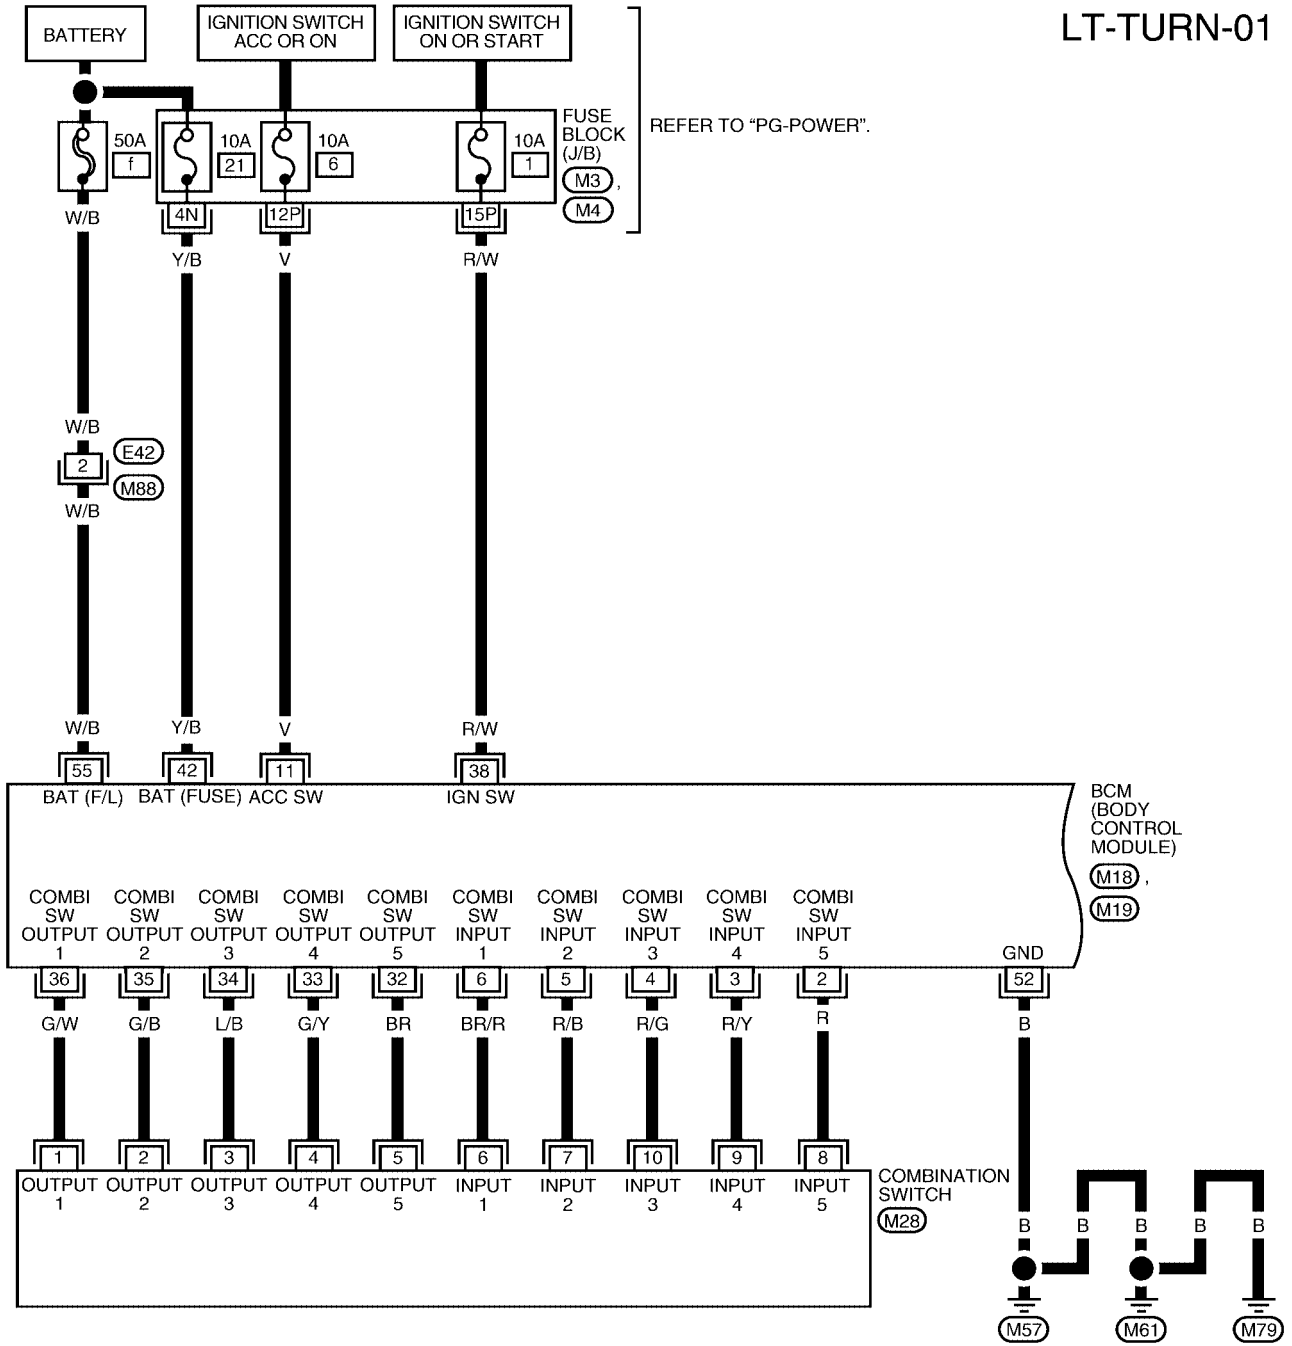 LT-TURN-01
BATTERY
IGNITION SWITCH
ACC OR ON
IGNITION SWITCH
ON OR START
50A
f
10A
21
10A
6
10A
1
FUSE
BLOCK
(J/B)
M3 ,
M4
REFER TO “PG-POWER”.
4N
12P
15P
W/B
Y/B
V
R/W
W/B
2
E42
M88
W/B
W/B
Y/B
V
R/W
55
42
11
38
BAT (F/L)
BAT (FUSE)
ACC SW
IGN SW
BCM
(BODY
CONTROL
MODULE)
M18 ,
M19
COMBI
SW
OUTPUT
1
COMBI
SW
OUTPUT
2
COMBI
SW
OUTPUT
3
COMBI
SW
OUTPUT
4
COMBI
SW
OUTPUT
5
COMBI
SW
INPUT
1
COMBI
SW
INPUT
2
COMBI
SW
INPUT
3
COMBI
SW
INPUT
4
COMBI
SW
INPUT
5
GND
36
35
34
33
32
6
5
4
3
2
52
G/W
G/B
L/B
G/Y
BR
BR/R
R/B
R/G
R/Y
R
B
1
2
3
4
5
6
7
10
9
8
OUTPUT
1
OUTPUT
2
OUTPUT
3
OUTPUT
4
OUTPUT
5
INPUT
1
INPUT
2
INPUT
3
INPUT
4
INPUT
5
COMBINATION
SWITCH
M28
B
B
B
B
B
M57
M61
M79